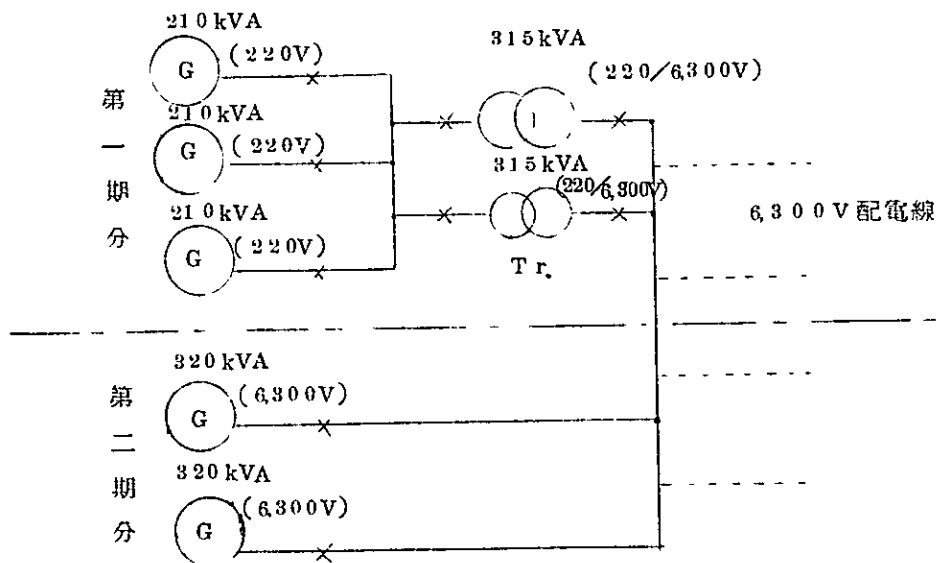 210kVA
G
(220V)
315kVA
(220/6,300V)
210kVA
G
(220V)
315kVA
(220/6,300V)
210kVA
G
(220V)
Tr.
6,300V配電線
第一期分
320kVA
G
(6,300V)
320kVA
G
(6,300V)
第二期分